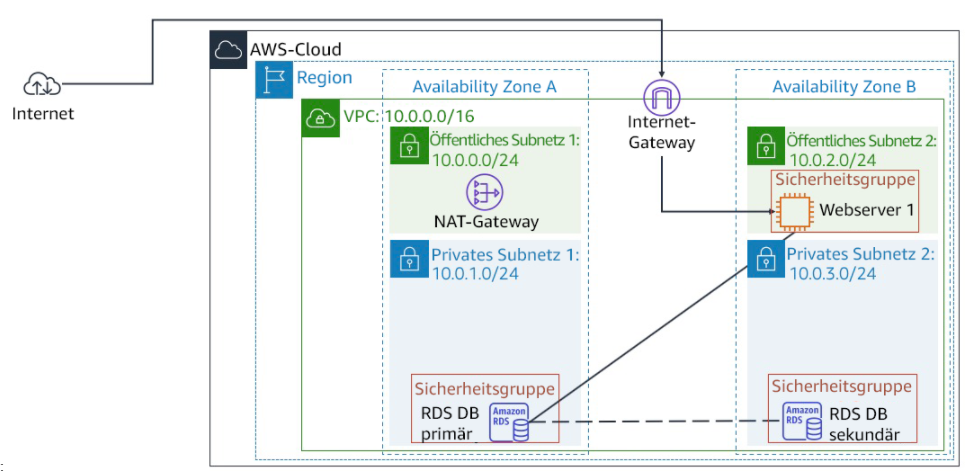 AWS-Cloud
Region
Internet
Availability Zone A
Availability Zone B
VPC: 10.0.0.0/16
Internet-
Gateway
Öffentliches Subnetz 1:
10.0.0.0/24
NAT-Gateway
Öffentliches Subnetz 2:
10.0.2.0/24
Sicherheitsgruppe
Webserver 1
Privates Subnetz 1:
10.0.1.0/24
Privates Subnetz 2:
10.0.3.0/24
Sicherheitsgruppe
RDS DB
primär
Amazon
RDS
Sicherheitsgruppe
Amazon
RDS
RDS DB
sekundär
: